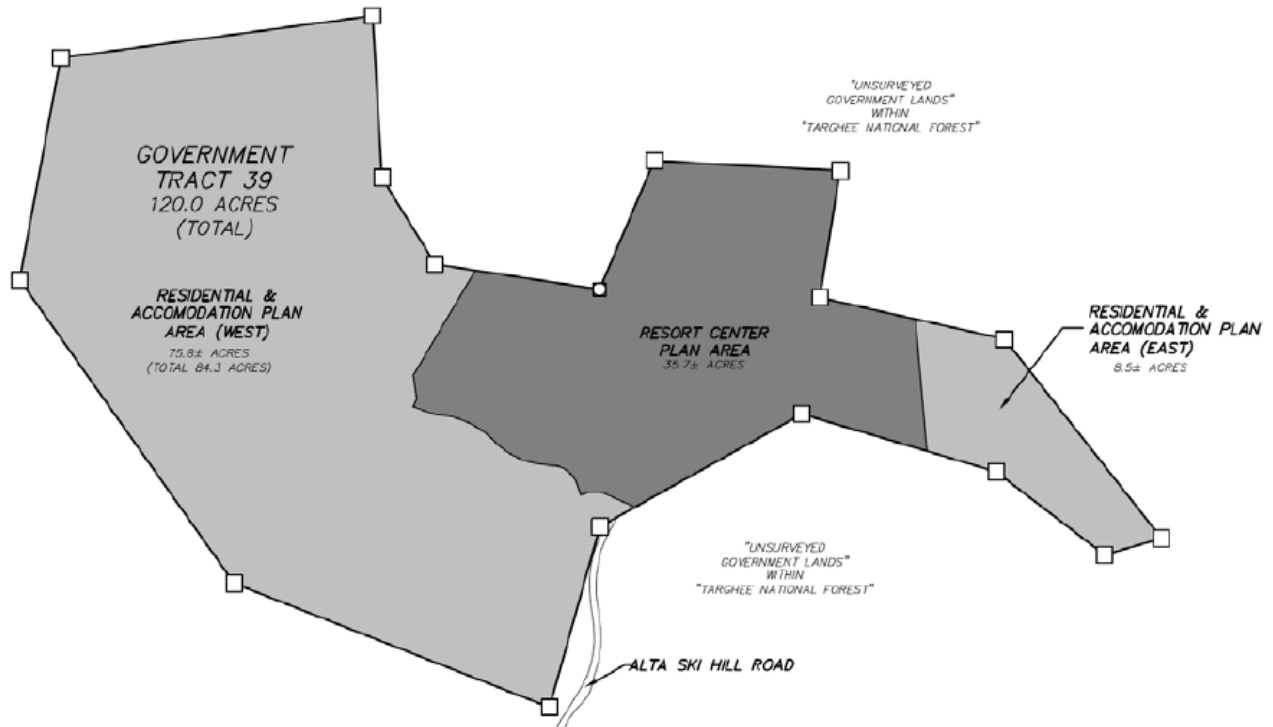 "UNSURVEYED
GOVERNMENT LANDS"
WITHIN
"TARGHEE NATIONAL FOREST"
GOVERNMENT
TRACT 39
120.0 ACRES
(TOTAL)
RESIDENTIAL &
ACCOMODATION PLAN
AREA (WEST)
75.8± ACRES
(TOTAL 84.3 ACRES)
RESORT CENTER
PLAN AREA
35.7± ACRES
RESIDENTIAL &
ACCOMODATION PLAN
AREA (EAST)
8.5± ACRES
"UNSURVEYED
GOVERNMENT LANDS"
WITHIN
"TARGHEE NATIONAL FOREST"
ALTA SKI HILL ROAD